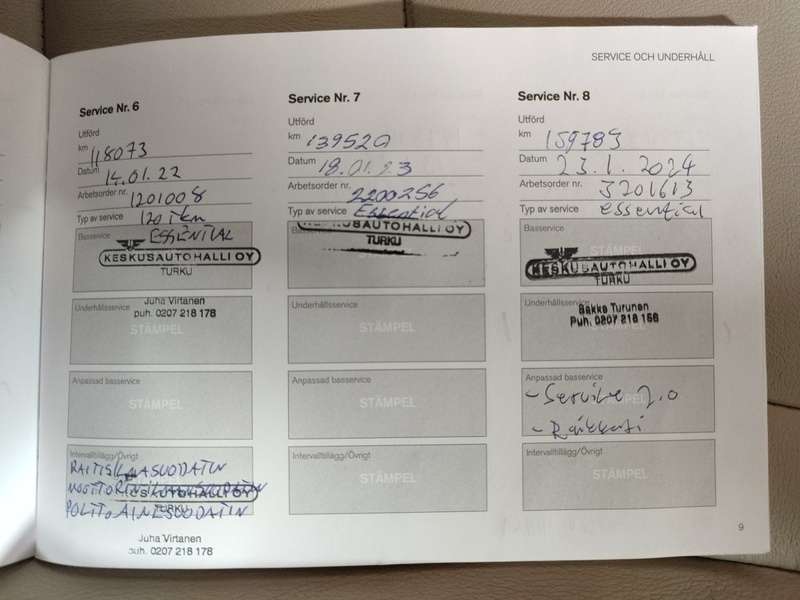 SERVICE OCH UNDERHÅLL
Service Nr. 6
Utförd
km 118073
Datum 14.01.22
Arbetsorder nr. 1201008
Typ av service 120 tkm
Basservice ESSENTIAL
KESKUSAUTOHALLI OY
TURKU
Juha Virtanen
puh. 0207 218 178
Underhållsservice
STÄMPEL
Anpassad basservice
STÄMPEL
Intervalltillägg/Övrigt
RAITISILMASUODATIN
KESKUSAUTOHALLI OY
POLTTOAINESUODATIN
TURKU
Juha Virtanen
puh. 0207 218 178
Service Nr. 7
Utförd
km 139520
Datum 18.01.23
Arbetsorder nr. 2200256
Typ av service Essential
Basservice
KESKUSAUTOHALLI OY
TURKU
Underhållsservice
STÄMPEL
Anpassad basservice
STÄMPEL
Intervalltillägg/Övrigt
STÄMPEL
Service Nr. 8
Utförd
km 159783
Datum 23.1.2024
Arbetsorder nr. 3201613
Typ av service essential
Basservice
STÄMPEL
KESKUSAUTOHALLI OY
TURKU
Underhållsservice
Sakke Turunen
puh. 0207 218 156
Anpassad basservice
STÄMPEL
- Service 2.0
Intervalltillägg/Övrigt
STÄMPEL
9